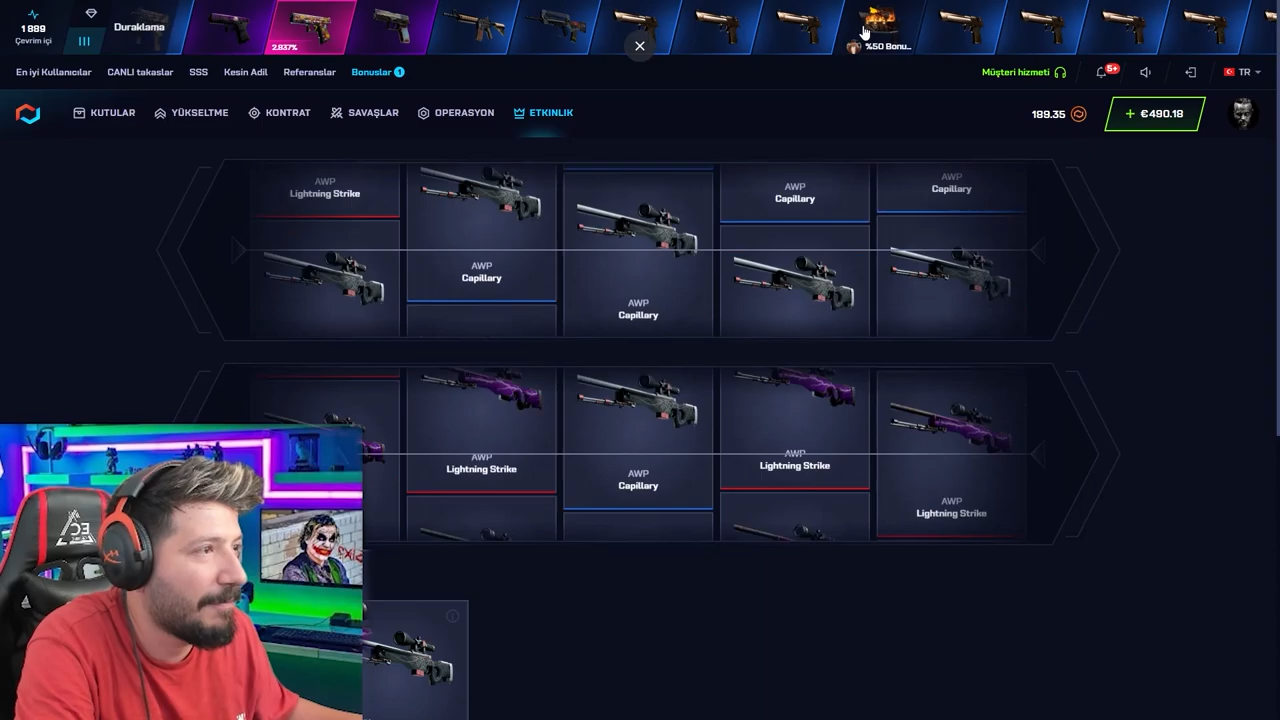 1 889
Çevrim içi
Duraklama
2.837%
%50 Bonu...
En iyi Kullanıcılar
CANLI takaslar
SSS
Kesin Adil
Referanslar
Bonuslar 1
Müşteri hizmeti
5+
TR
KUTULAR
YÜKSELTME
KONTRAT
SAVAŞLAR
OPERASYON
ETKINLIK
189.35
+ €490.18
AWP
Lightning Strike
AWP
Capillary
AWP
Capillary
AWP
Capillary
AWP
Capillary
AWP
Lightning Strike
AWP
Capillary
AWP
Lightning Strike
AWP
Lightning Strike